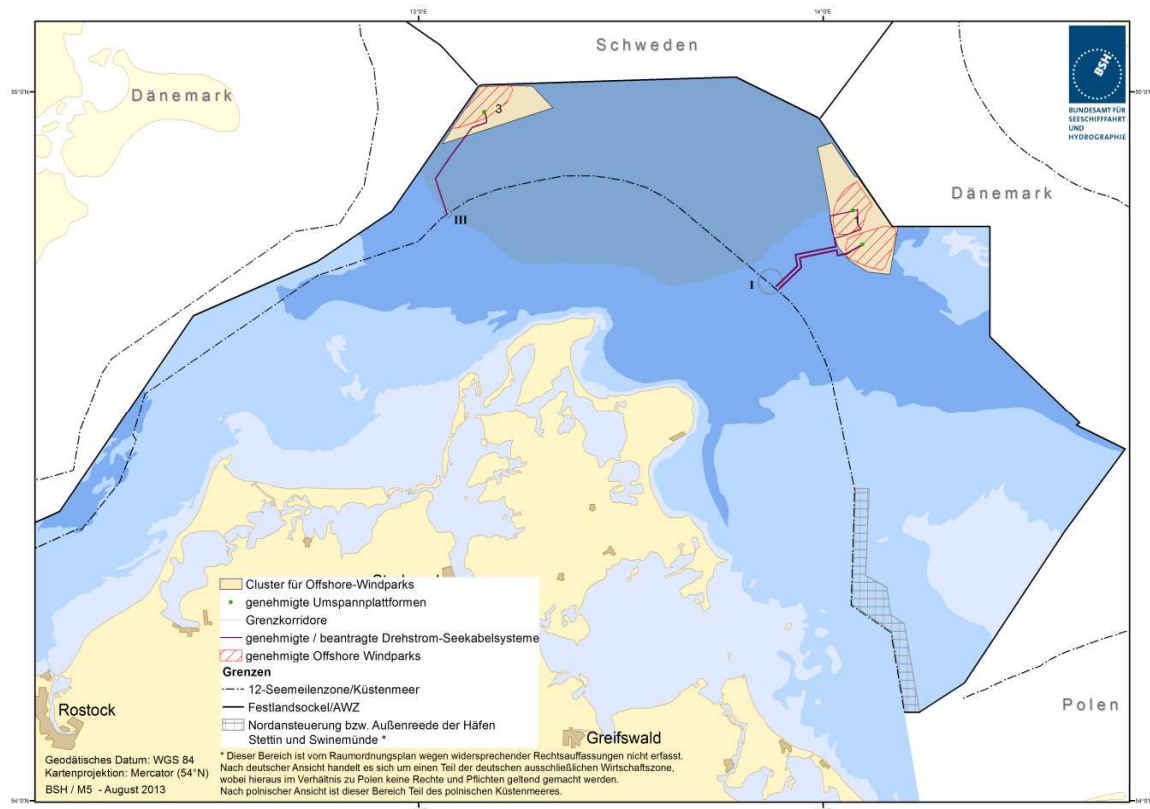 13°0'E
14°0'E
Schweden
Dänemark
55°0'N
55°0'N
3
BSH
BUNDESAMT FÜR
SEESCHIFFFAHRT
UND
HYDROGRAPHIE
Dänemark
III
1
I
Cluster für Offshore-Windparks
genehmigte Umspannplattformen
Grenzkorridore
genehmigte / beantragte Drehstrom-Seekabelsysteme
genehmigte Offshore Windparks
Grenzen
12-Seemeilenzone/Küstenmeer
Festlandsockel/AWZ
Nordansteuerung bzw. Außenreede der Häfen
Stettin und Swinemünde *
Polen
Rostock
Greifswald
Geodätisches Datum: WGS 84
Kartenprojektion: Mercator (54°N)
BSH / M5 - August 2013
* Dieser Bereich ist vom Raumordnungsplan wegen widersprechender Rechtsauffassungen nicht erfasst.
Nach deutscher Ansicht handelt es sich um einen Teil der deutschen ausschließlichen Wirtschaftszone,
wobei hieraus im Verhältnis zu Polen keine Rechte und Pflichten geltend gemacht werden.
Nach polnischer Ansicht ist dieser Bereich Teil des polnischen Küstenmeeres.
54°0'N